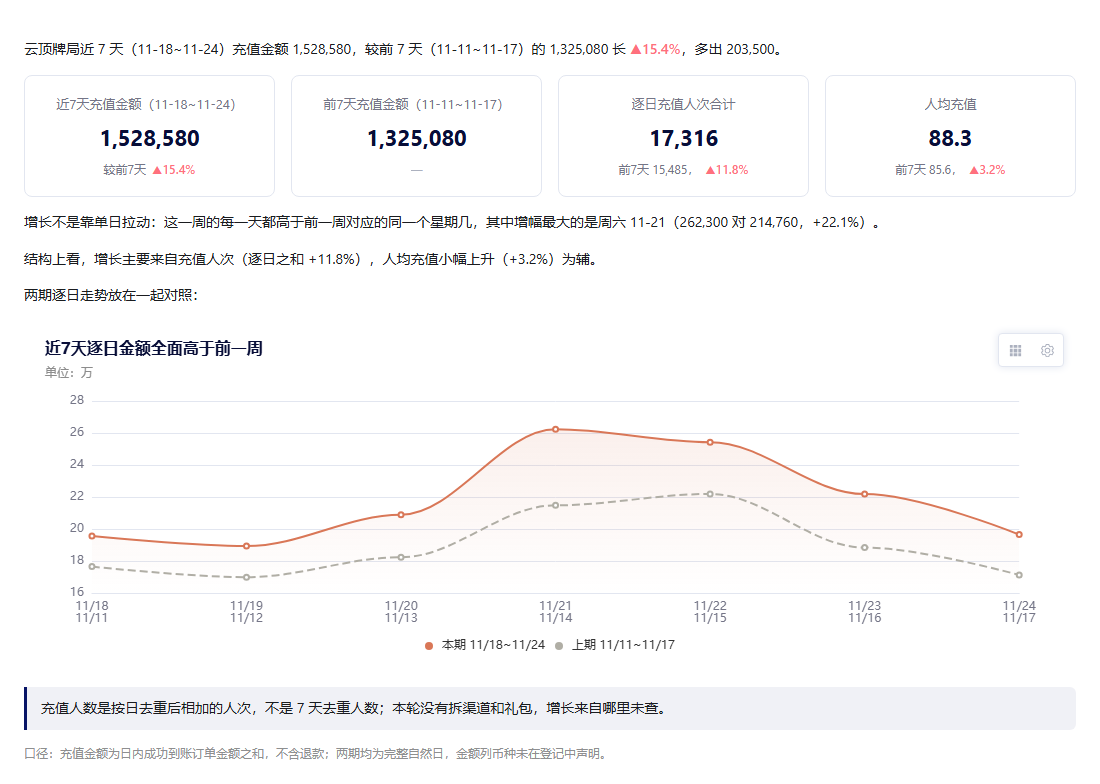 云顶牌局近 7 天（11-18~11-24）充值金额 1,528,580，较前 7 天（11-11~11-17）的 1,325,080 长 ▲15.4%，多出 203,500。
近7天充值金额（11-18~11-24）
1,528,580
较前7天 ▲15.4%
前7天充值金额（11-11~11-17）
1,325,080
—
逐日充值人次合计
17,316
前7天 15,485， ▲11.8%
人均充值
88.3
前7天 85.6， ▲3.2%
增长不是靠单日拉动：这一周的每一天都高于前一周对应的同一个星期几，其中增幅最大的是周六 11-21（262,300 对 214,760，+22.1%）。
结构上看，增长主要来自充值人次（逐日之和 +11.8%），人均充值小幅上升（+3.2%）为辅。
两期逐日走势放在一起对照：
近7天逐日金额全面高于前一周
单位：万
28
26
24
22
20
18
16
11/18 11/19 11/20 11/21 11/22 11/23 11/24
11/11 11/12 11/13 11/14 11/15 11/16 11/17
本期 11/18~11/24 上期 11/11~11/17
充值人数是按日去重后相加的人次，不是 7 天去重人数；本轮没有拆渠道和礼包，增长来自哪里未查。
口径：充值金额为日内成功到账订单金额之和，不含退款；两期均为完整自然日，金额列币种未在登记中声明。